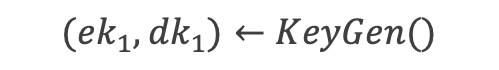 (ek₁, dk₁) ← KeyGen()